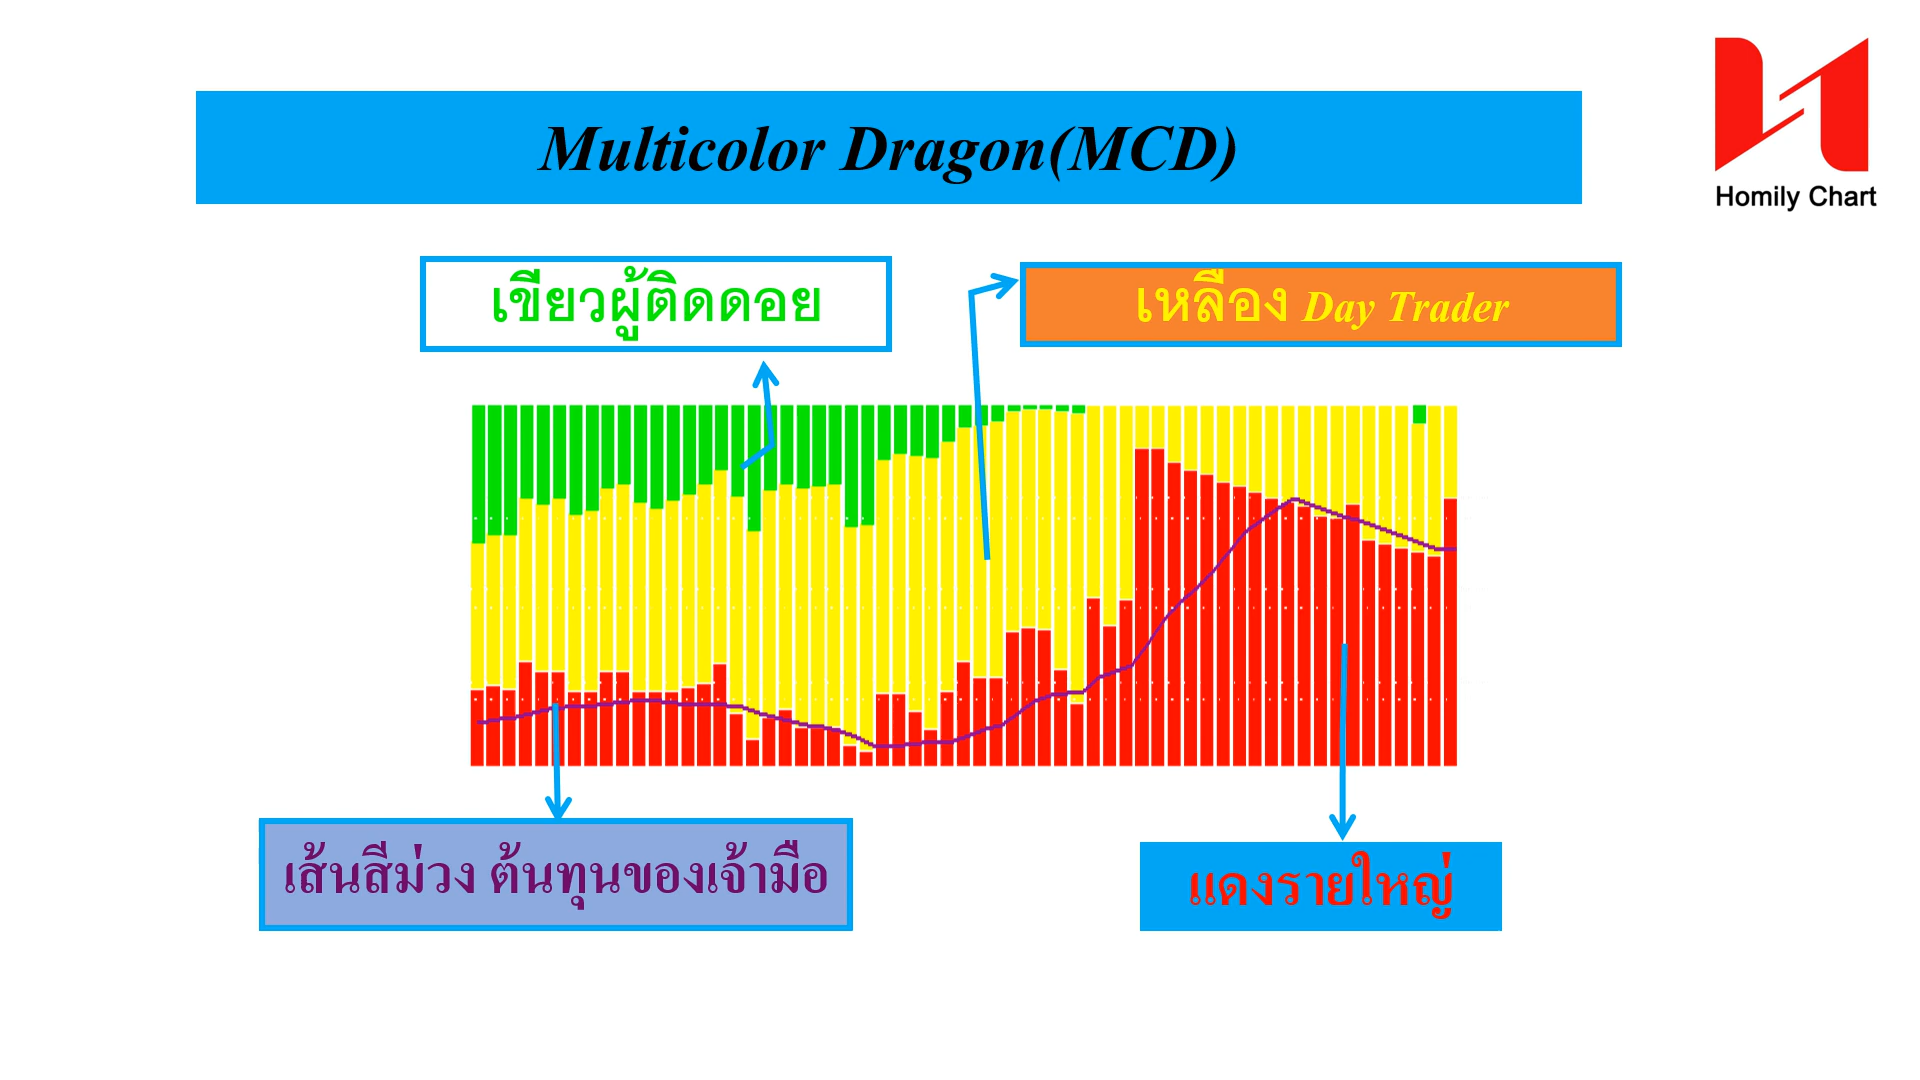 Multicolor Dragon(MCD)
Homily Chart
เขียวผู้ติดดอย
เหลือง Day Trader
เส้นสีม่วง ต้นทุนของเจ้ามือ
แดงรายใหญ่